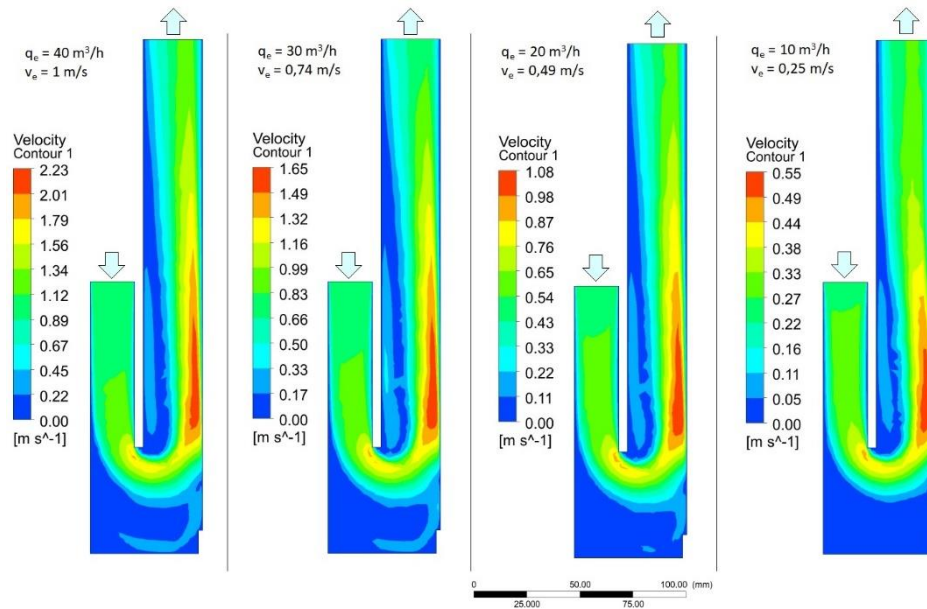 qₑ = 40 m³/h
vₑ = 1 m/s
Velocity
Contour 1
2.23
2.01
1.79
1.56
1.34
1.12
0.89
0.67
0.45
0.22
0.00
[m s^-1]
qₑ = 30 m³/h
vₑ = 0,74 m/s
Velocity
Contour 1
1.65
1.49
1.32
1.16
0.99
0.83
0.66
0.50
0.33
0.17
0.00
[m s^-1]
qₑ = 20 m³/h
vₑ = 0,49 m/s
Velocity
Contour 1
1.08
0.98
0.87
0.76
0.65
0.54
0.43
0.33
0.22
0.11
0.00
[m s^-1]
qₑ = 10 m³/h
vₑ = 0,25 m/s
Velocity
Contour 1
0.55
0.49
0.44
0.38
0.33
0.27
0.22
0.16
0.11
0.05
0.00
[m s^-1]
0 50.00 100.00 (mm)
25.000 75.00